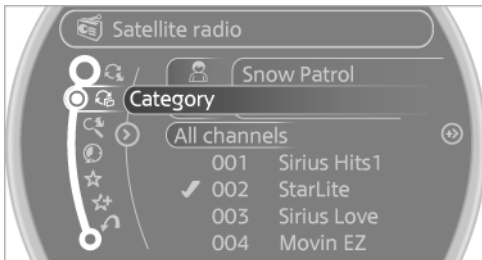 Satellite radio
Snow Patrol
Category
All channels
001 Sirius Hits1
002 StarLite
003 Sirius Love
004 Movin EZ